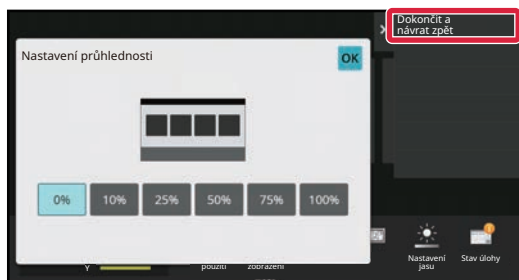 Dokončit a
návrat zpět
Nastavení průhlednosti
OK
0%
10%
25%
50%
75%
100%
Y
použití
zobrazení
Nastavení
jasu
Stav úlohy